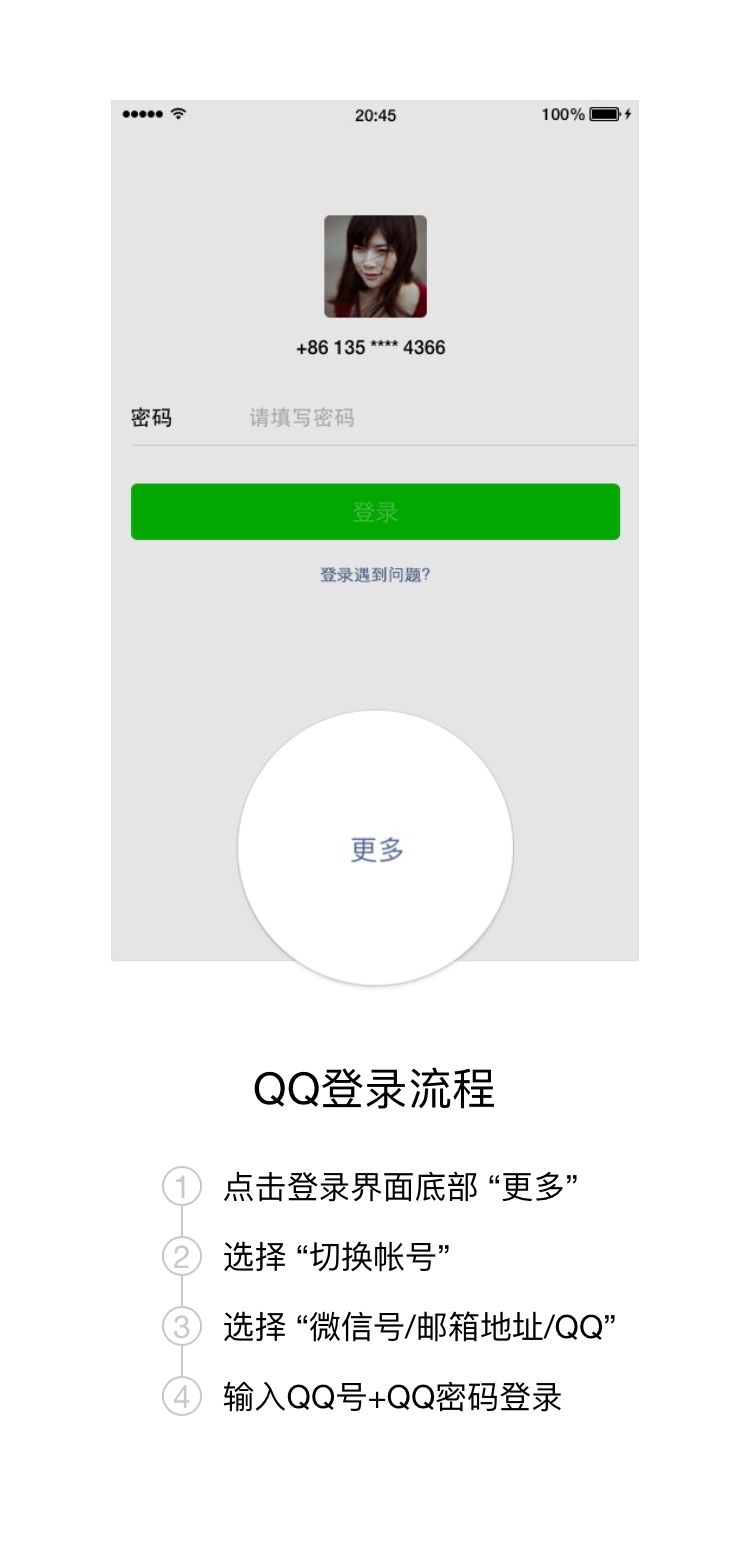 20:45
100%
+86 135 **** 4366
密码 请填写密码
登录
登录遇到问题?
更多
QQ登录流程
1 点击登录界面底部 “更多”
2 选择 “切换帐号”
3 选择 “微信号/邮箱地址/QQ”
4 输入QQ号+QQ密码登录